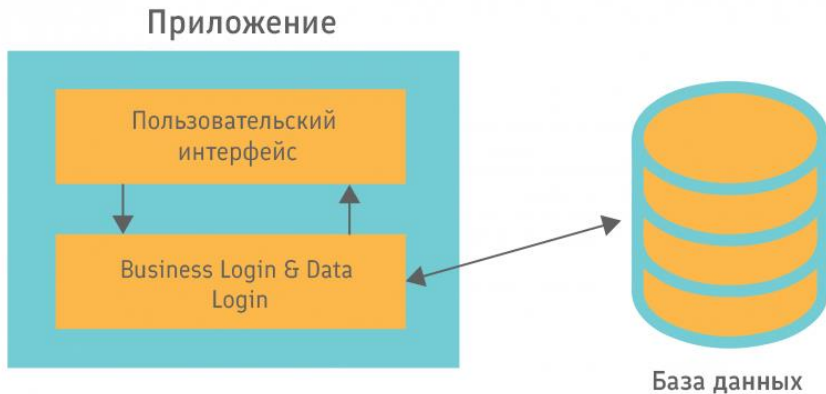 Приложение
Пользовательский
интерфейс
Business Login & Data
Login
База данных